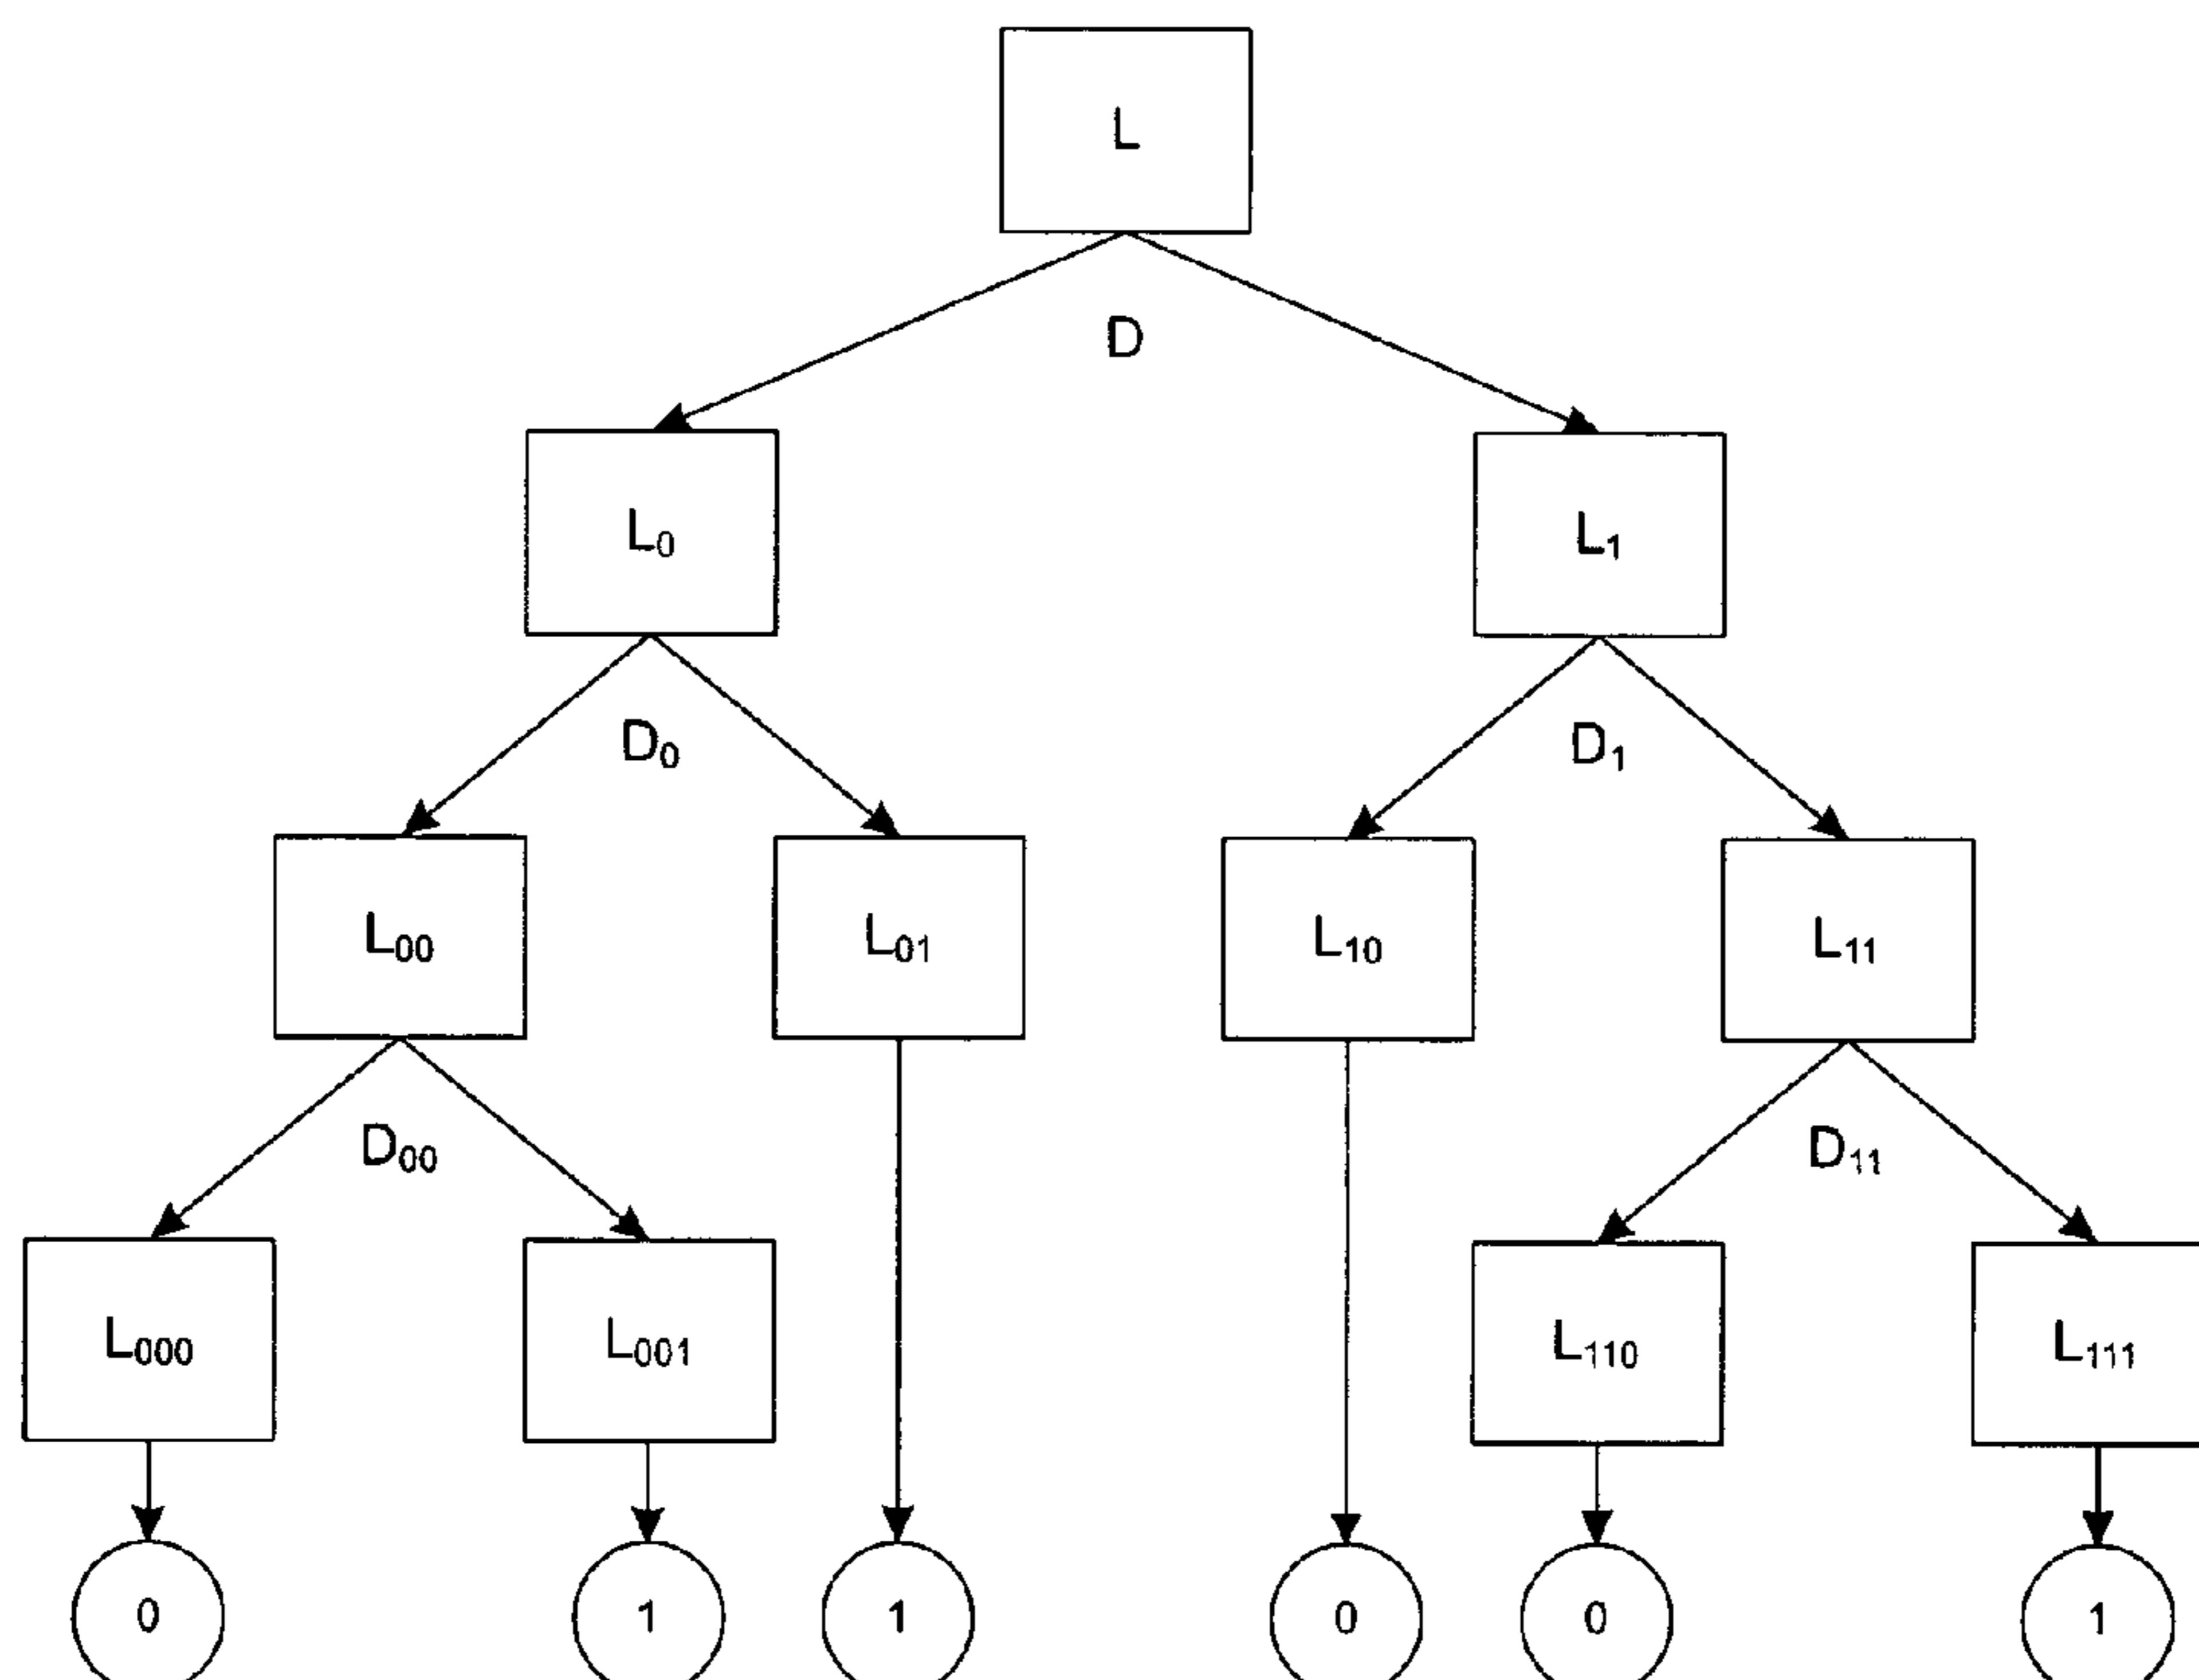 L
D
L₀ L₁
D₀ D₁
L₀₀ L₀₁ L₁₀ L₁₁
D₀₀ D₁₁
L₀₀₀ L₀₀₁ L₁₁₀ L₁₁₁
0 1 1 0 0 1